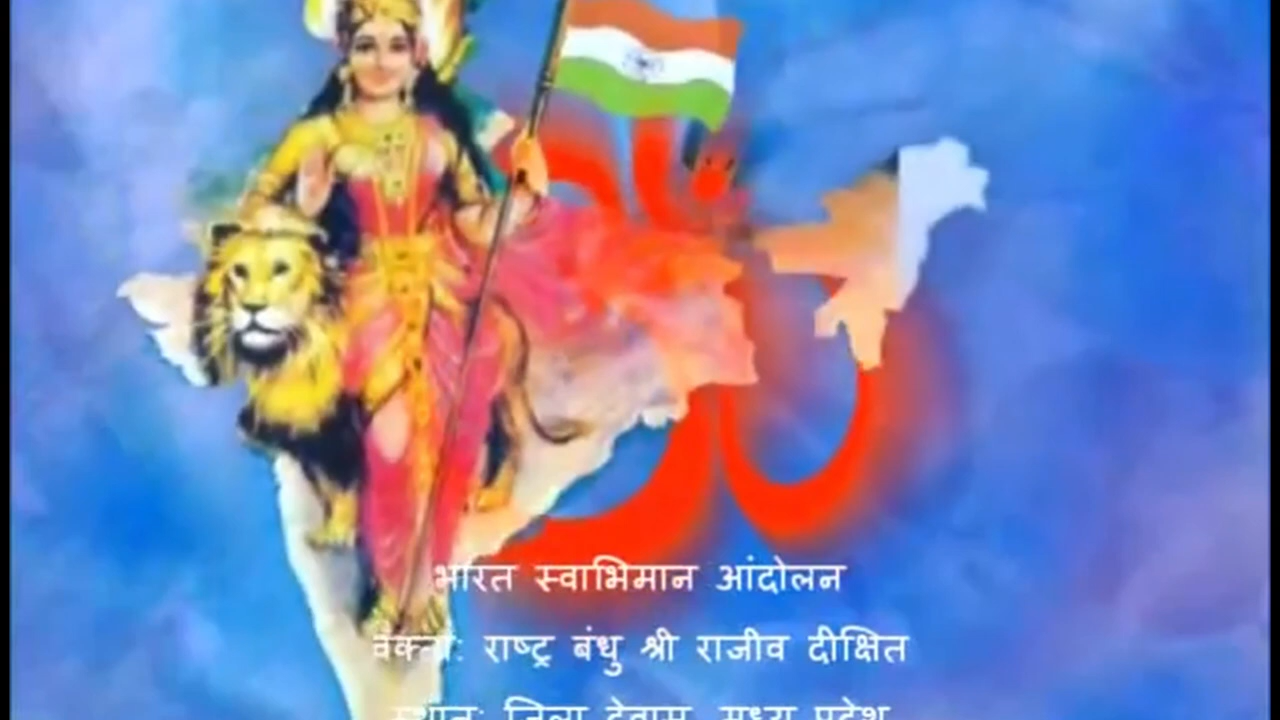 भारत स्वाभिमान आंदोलन
वक्ता: राष्ट्र बंधु श्री राजीव दीक्षित
स्थान: जिला देवास, मध्य प्रदेश